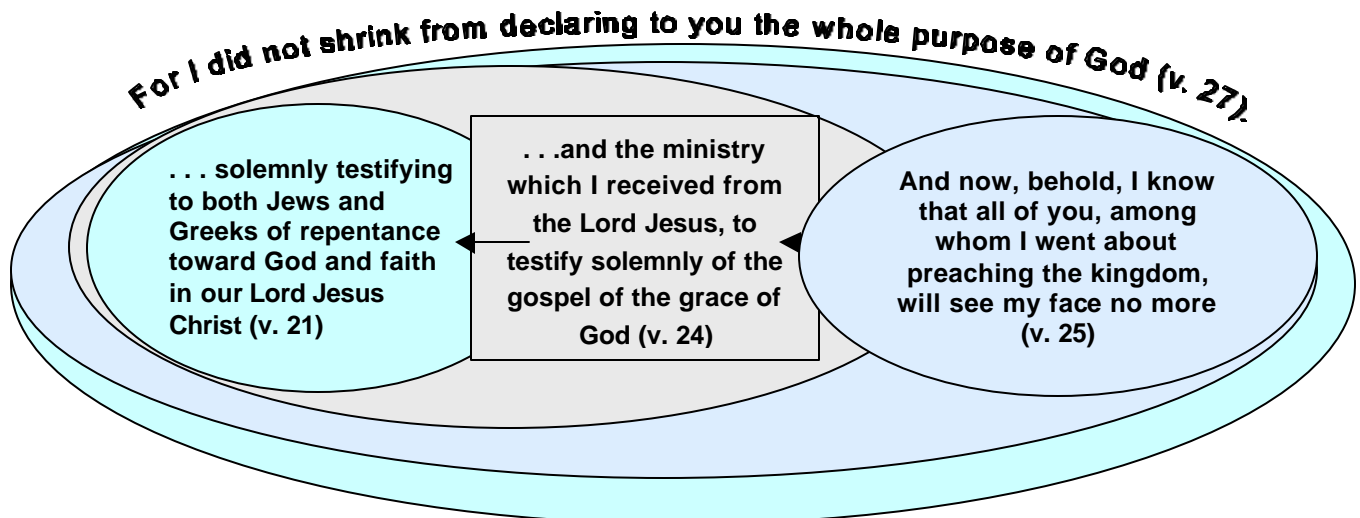 For I did not shrink from declaring to you the whole purpose of God (v. 27).
. . . solemnly testifying
to both Jews and
Greeks of repentance
toward God and faith
in our Lord Jesus
Christ (v. 21)
. . .and the ministry
which I received from
the Lord Jesus, to
testify solemnly of the
gospel of the grace of
God (v. 24)
And now, behold, I know
that all of you, among
whom I went about
preaching the kingdom,
will see my face no more
(v. 25)